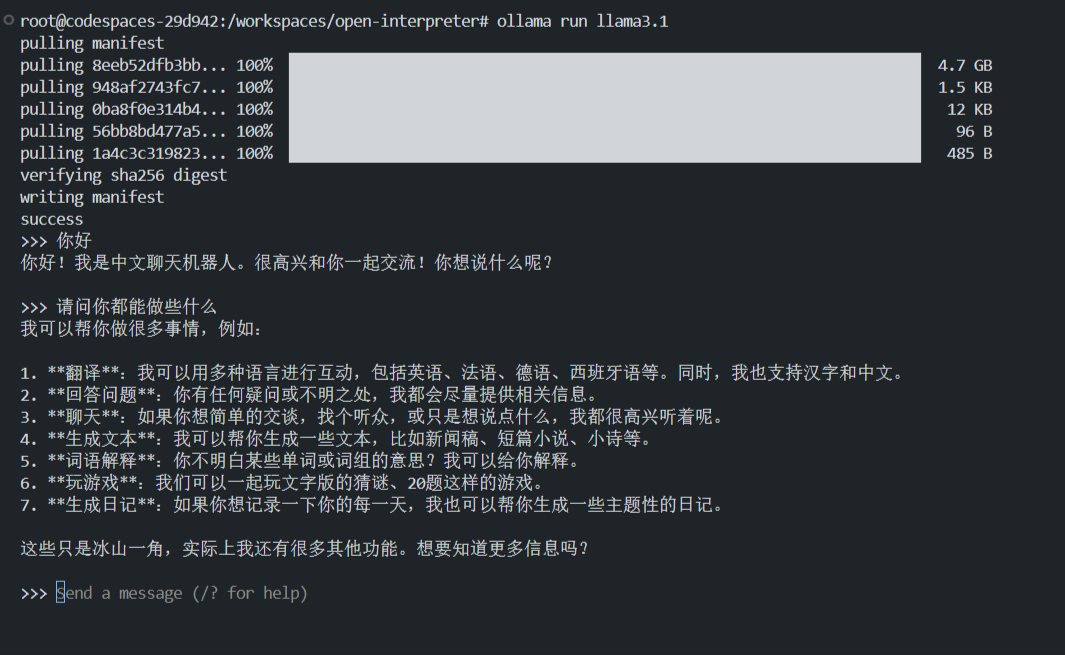 root@codespaces-29d942:/workspaces/open-interpreter# ollama run llama3.1
pulling manifest
pulling 8eeb52dfb3bb... 100% 4.7 GB
pulling 948af2743fc7... 100% 1.5 KB
pulling 0ba8f0e314b4... 100% 12 KB
pulling 56bb8bd477a5... 100% 96 B
pulling 1a4c3c319823... 100% 485 B
verifying sha256 digest
writing manifest
success
>>> 你好
你好！我是中文聊天机器人。很高兴和你一起交流！你想说什么呢？
>>> 请问你都能做些什么
我可以帮你做很多事情，例如：
1. **翻译**：我可以用多种语言进行互动，包括英语、法语、德语、西班牙语等。同时，我也支持汉字和中文。
2. **回答问题**：你有任何疑问或不明之处，我都会尽量提供相关信息。
3. **聊天**：如果你想简单的交谈，找个听众，或只是想说点什么，我都很高兴听着呢。
4. **生成文本**：我可以帮你生成一些文本，比如新闻稿、短篇小说、小诗等。
5. **词语解释**：你不明白某些单词或词组的意思？我可以给你解释。
6. **玩游戏**：我们可以一起玩文字版的猜谜、20题这样的游戏。
7. **生成日记**：如果你想记录一下你的每一天，我也可以帮你生成一些主题性的日记。
这些只是冰山一角，实际上我还有很多其他功能。想要知道更多信息吗？
>>> Send a message (/? for help)